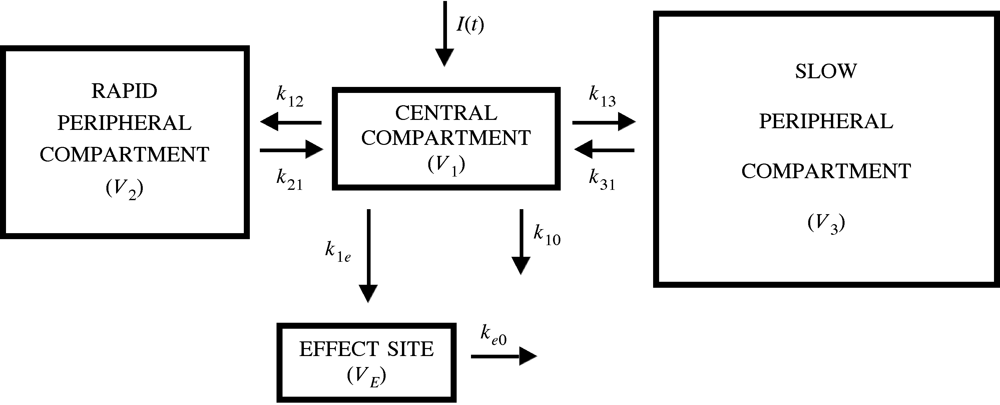 I(t)
RAPID
PERIPHERAL
COMPARTMENT
(V2)
k12
k21
CENTRAL
COMPARTMENT
(V1)
k13
k31
SLOW
PERIPHERAL
COMPARTMENT
(V3)
k1e
k10
EFFECT SITE
(VE)
ke0